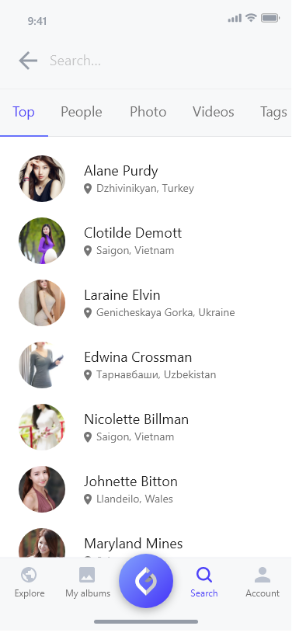 9:41
Search...
Top People Photo Videos Tags
Alane Purdy
Dzhivinikyan, Turkey
Clotilde Demott
Saigon, Vietnam
Laraine Elvin
Genicheskaya Gorka, Ukraine
Edwina Crossman
Тарнавбаши, Uzbekistan
Nicolette Billman
Saigon, Vietnam
Johnette Bitton
Llandeilo, Wales
Maryland Mines
Explore My albums Search Account